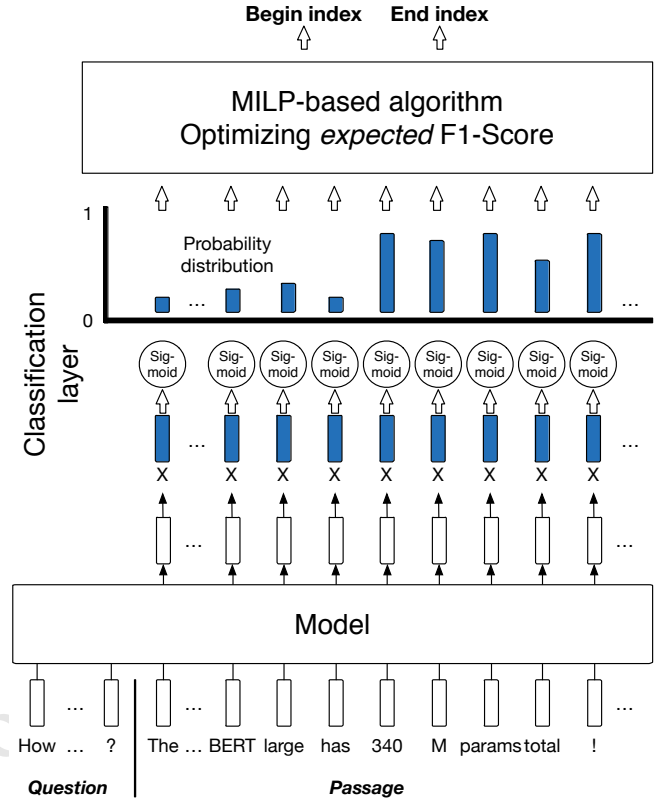 Begin index End index
MILP-based algorithm
Optimizing expected F1-Score
1
Probability
distribution
... ...
0
Classification
layer
Sig-moid Sig-moid Sig-moid Sig-moid Sig-moid Sig-moid Sig-moid Sig-moid Sig-moid
... ...
X X X X X X X X X
... ...
Model
... ... ...
How ... ? The ... BERT large has 340 M params total !
Question Passage